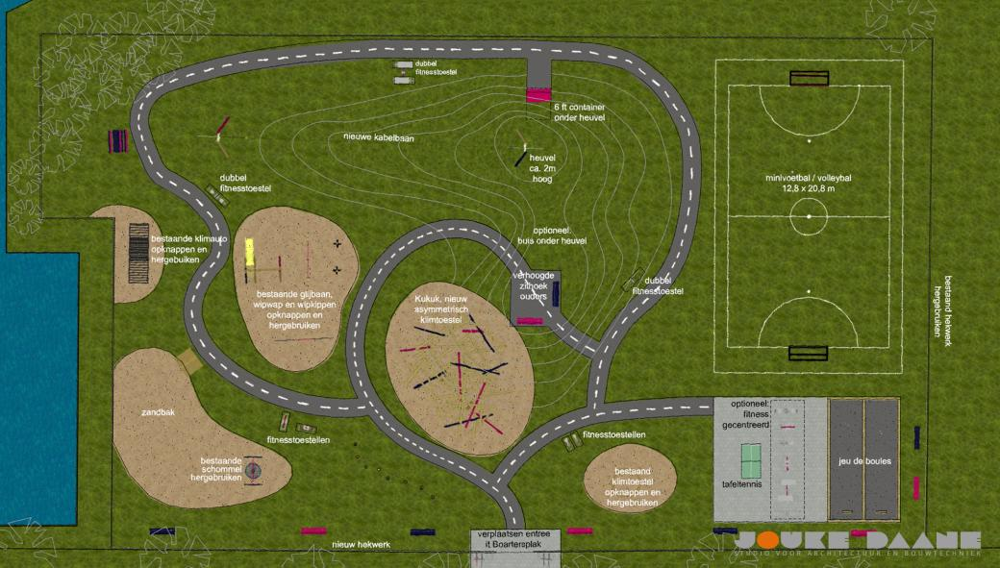 dubbel
fitnesstoestel
6 ft container
onder heuvel
nieuwe kabelbaan
heuvel
ca. 2m
hoog
minivoetbal / volleybal
12,8 x 20,8 m
dubbel
fitnesstoestel
bestaande klimauto
opknappen en
hergebuiken
optioneel:
buis onder heuvel
verhoogde
zithoek
ouders
dubbel
fitnesstoestel
bestaand hekwerk
hergebruiken
bestaande glijbaan,
wipwap en wipkippen
opknappen en
hergebruiken
Kukuk, nieuw
asymmetrisch
klimtoestel
zandbak
optioneel:
fitness
gecentreerd
tafeltennis
jeu de boules
fitnesstoestellen
fitnesstoestellen
bestaande
schommel
hergebruiken
bestaand
klimtoestel
opknappen en
hergebruiken
verplaatsen entree
it Boartersplak
nieuw hekwerk
JOUKE DAANE
STUDIO VOOR ARCHITECTUUR EN BOUWTECHNIEK